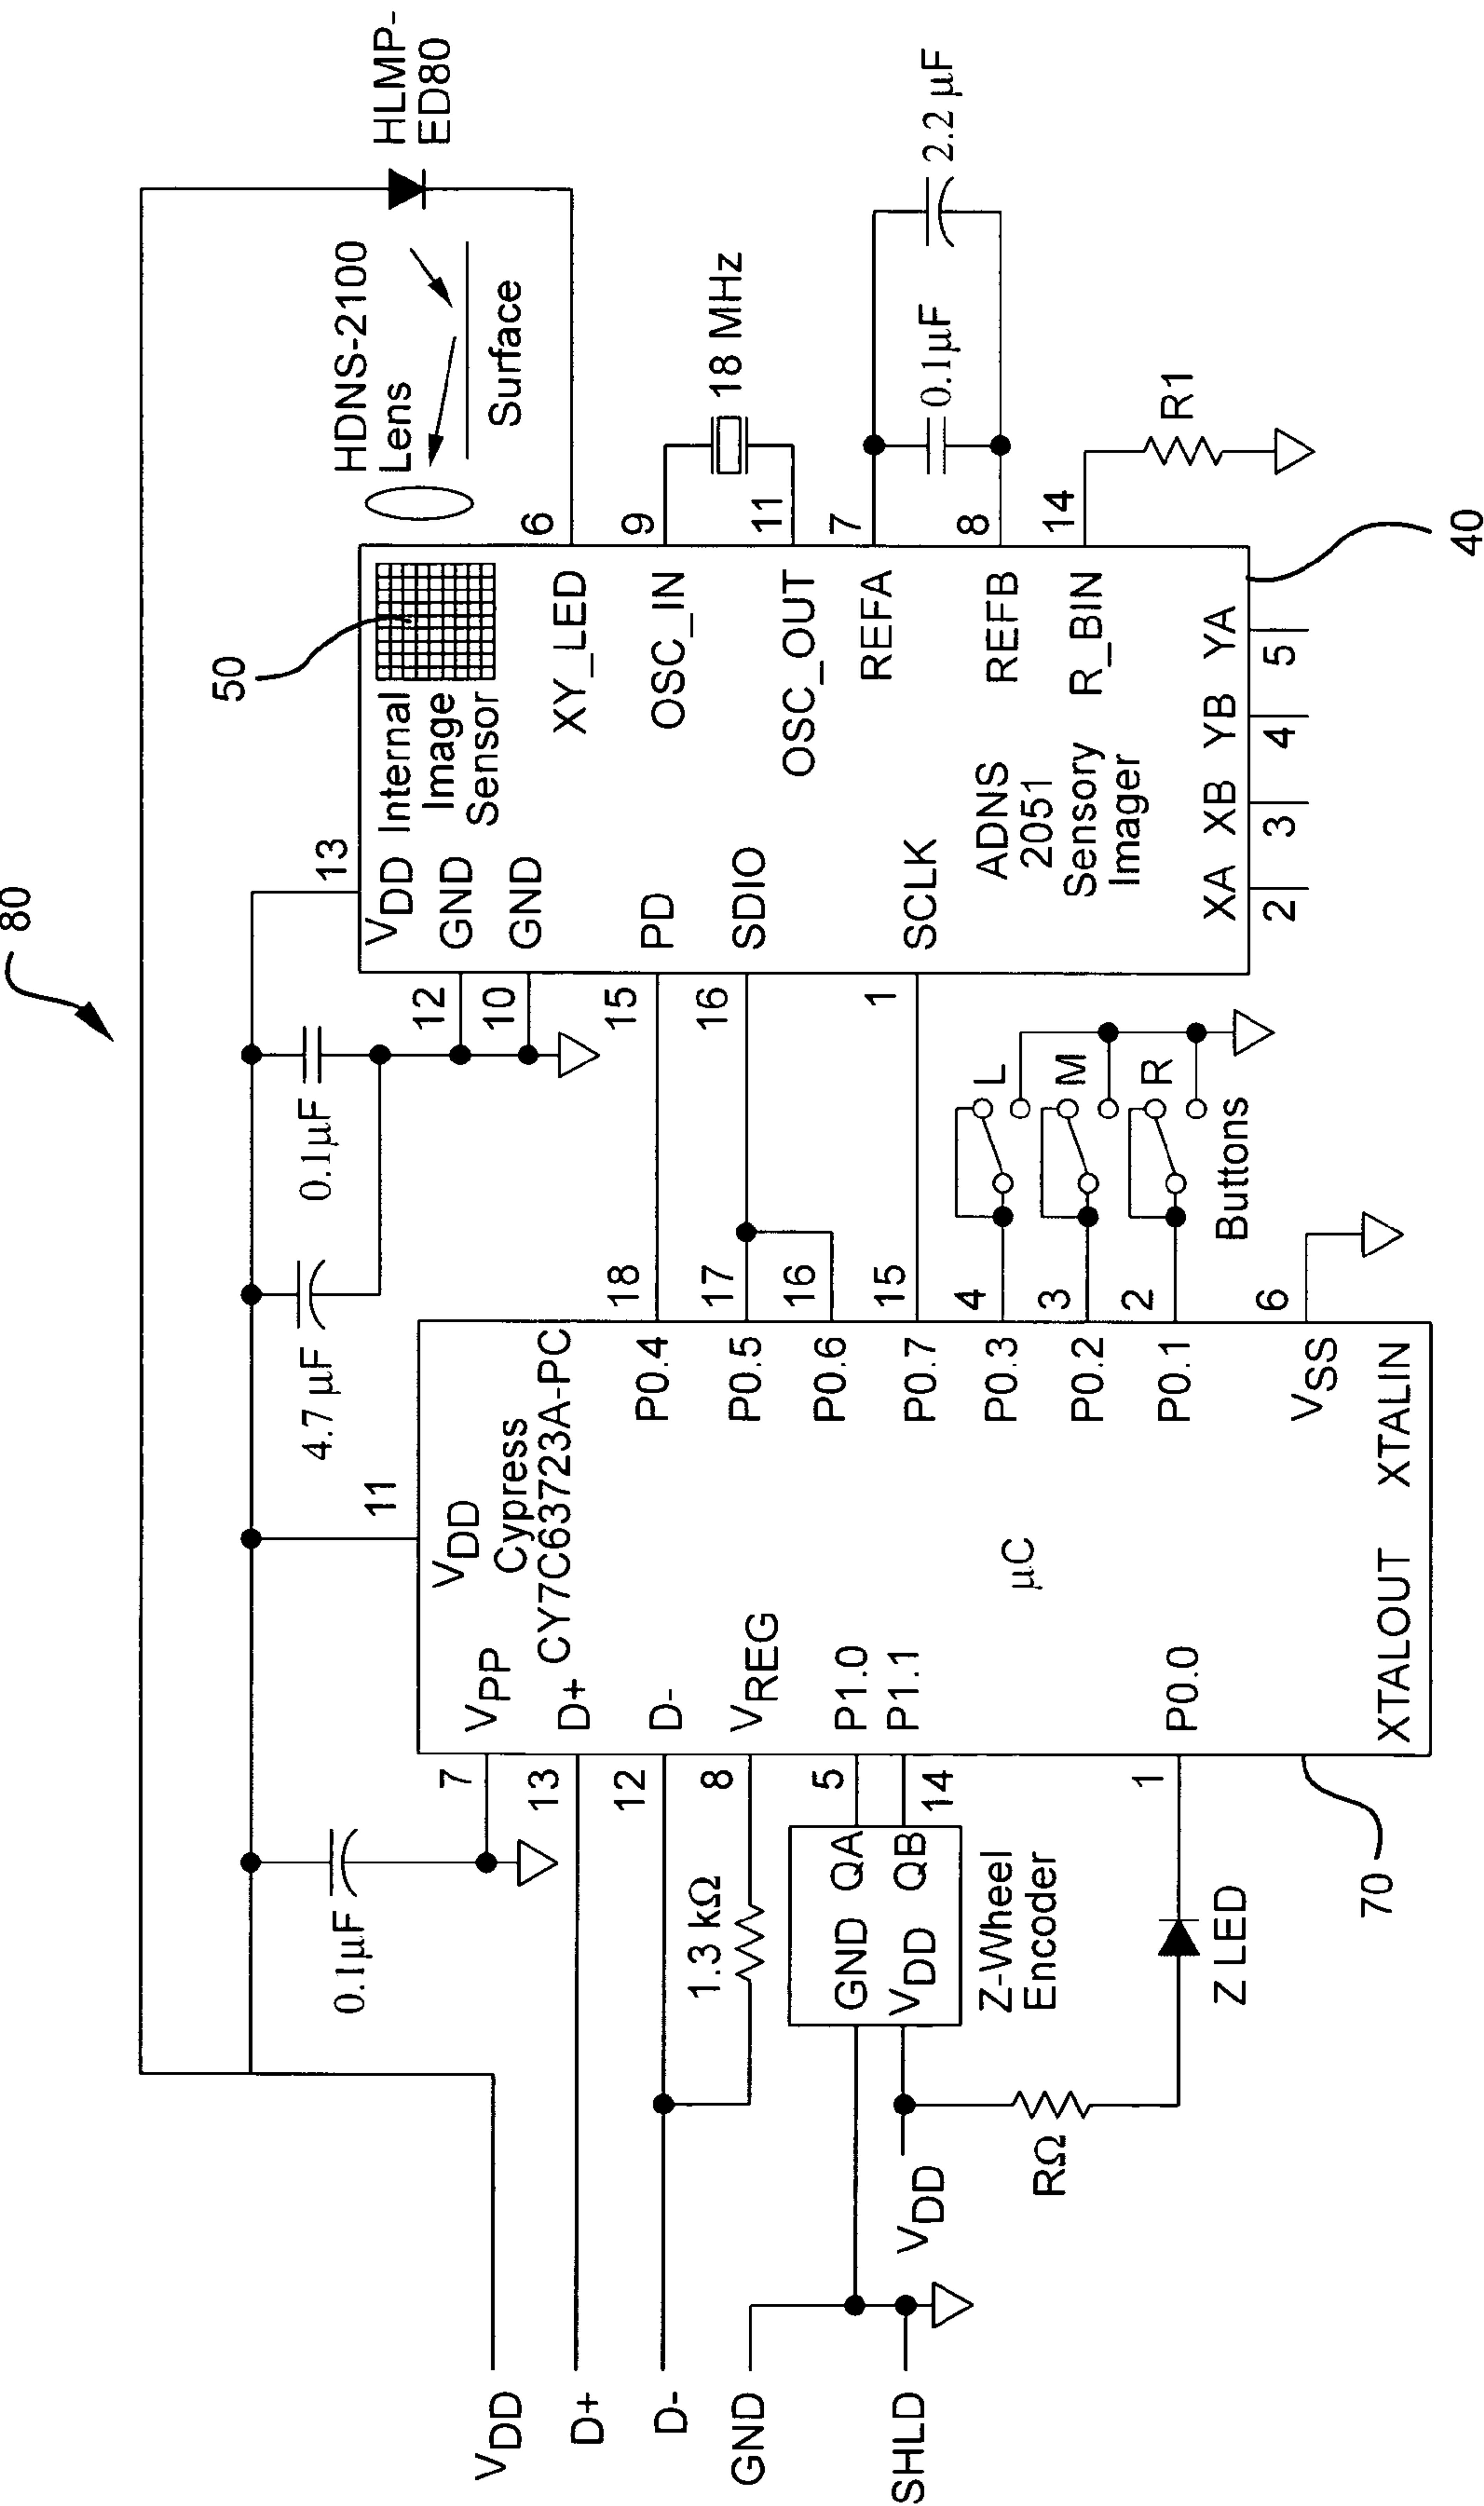 80
VDD
D+
D-
GND
SHLD
0.1µF
7
13
12
8
5
14
1
1.3 kΩ
GND QA
VDD QB
Z-Wheel
Encoder
VDD
RΩ
Z LED
70
4.7 µF
0.1µF
11
VDD
VPP
Cypress
CY7C63723A-PC
D+
D-
VREG
P1.0
P1.1
P0.0
XTALOUT XTALIN
µC
P0.4
P0.5
P0.6
P0.7
P0.3
P0.2
P0.1
VSS
18
17
16
15
4
3
2
6
L
M
R
Buttons
12
10
15
16
1
13
VDD
GND
GND
PD
SDIO
SCLK
Internal
Image
Sensor
50
XY_LED
OSC_IN
OSC_OUT
REFA
REFB
R_BIN
ADNS
2051
Sensory
Imager
XA XB YB YA
2 3 4 5
40
6
9
11
7
8
14
HDNS-2100
Lens
Surface
HLMP-
ED80
18 MHz
0.1µF
2.2 µF
R1